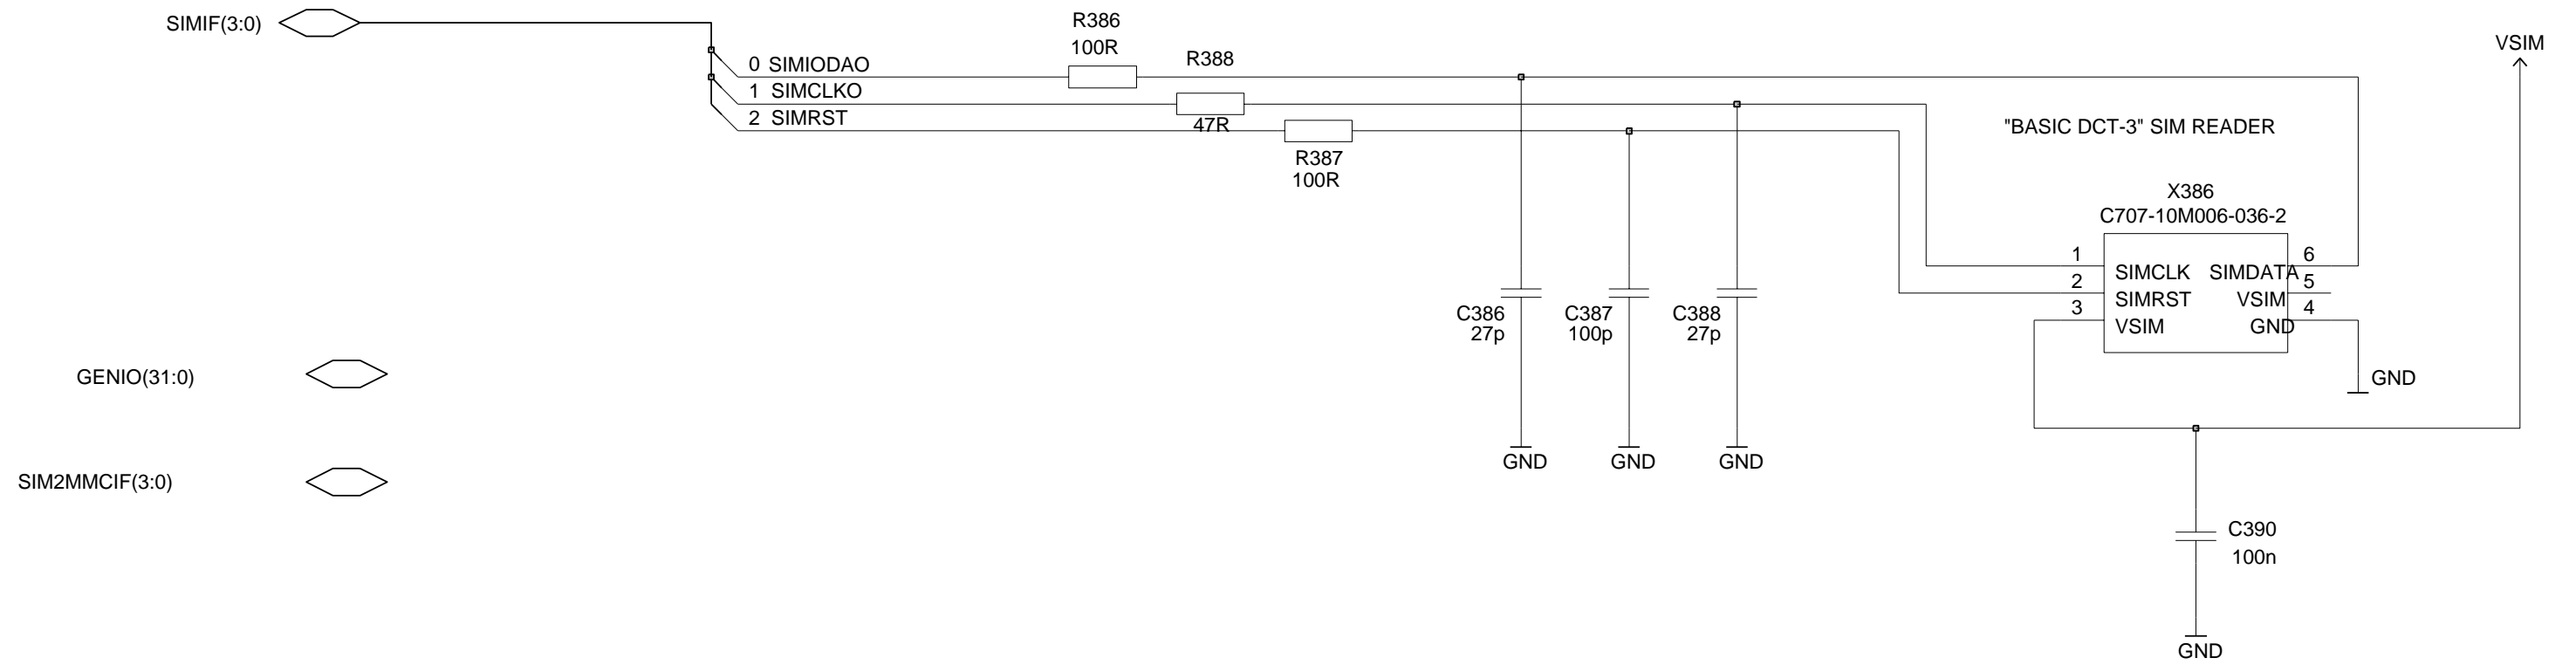 SIMIF(3:0)
R386
100R
R388
VSIM
0 SIMIODAO
1 SIMCLKO
2 SIMRST
47R
"BASIC DCT-3" SIM READER
R387
100R
X386
C707-10M006-036-2
1
6
SIMCLK SIMDATA
2
5
SIMRST VSIM
3
4
VSIM GND
C386
27p
C387
100p
C388
27p
GENIO(31:0)
GND
GND
GND
GND
SIM2MMCIF(3:0)
C390
100n
GND